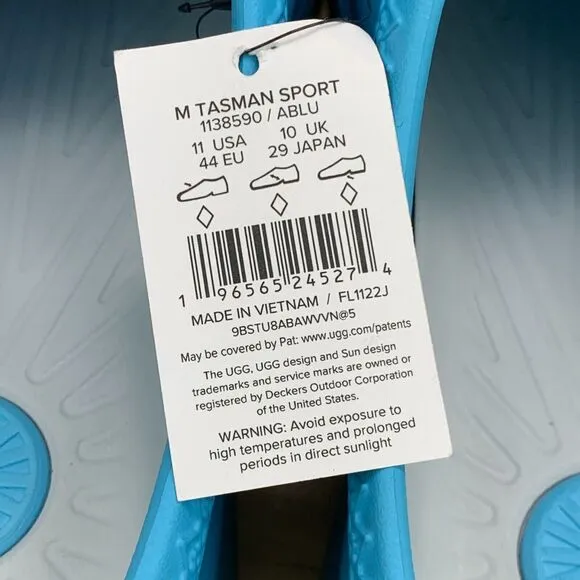 M TASMAN SPORT
1138590 / ABLU
11 USA 10 UK
44 EU 29 JAPAN
1 96565 24527 4
MADE IN VIETNAM / FL1122J
9BSTU8ABAWVVN@5
May be covered by Pat: www.ugg.com/patents
The UGG, UGG design and Sun design
trademarks and service marks are owned or
registered by Deckers Outdoor Corporation
of the United States.
WARNING: Avoid exposure to
high temperatures and prolonged
periods in direct sunlight